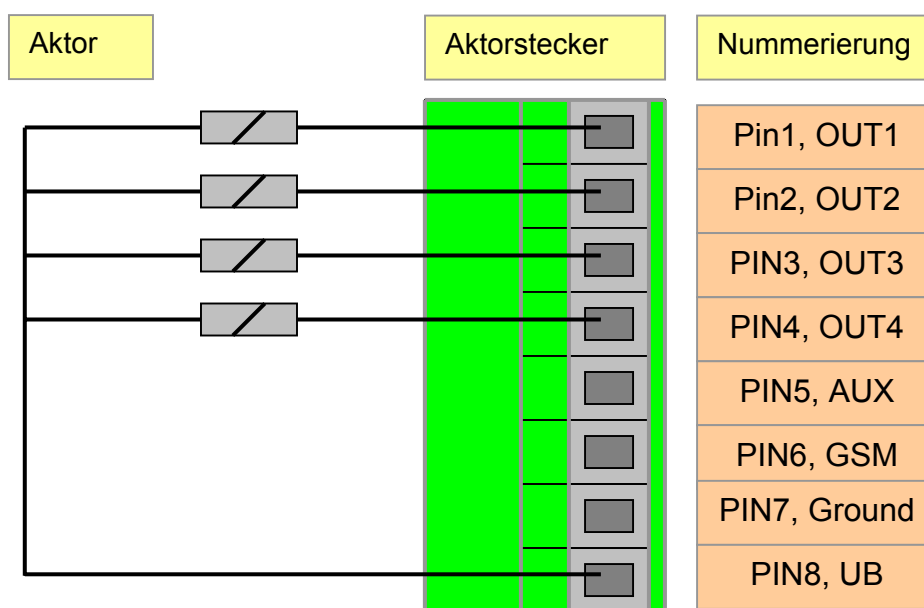 Aktor
Aktorstecker
Nummerierung
Pin1, OUT1
Pin2, OUT2
PIN3, OUT3
PIN4, OUT4
PIN5, AUX
PIN6, GSM
PIN7, Ground
PIN8, UB